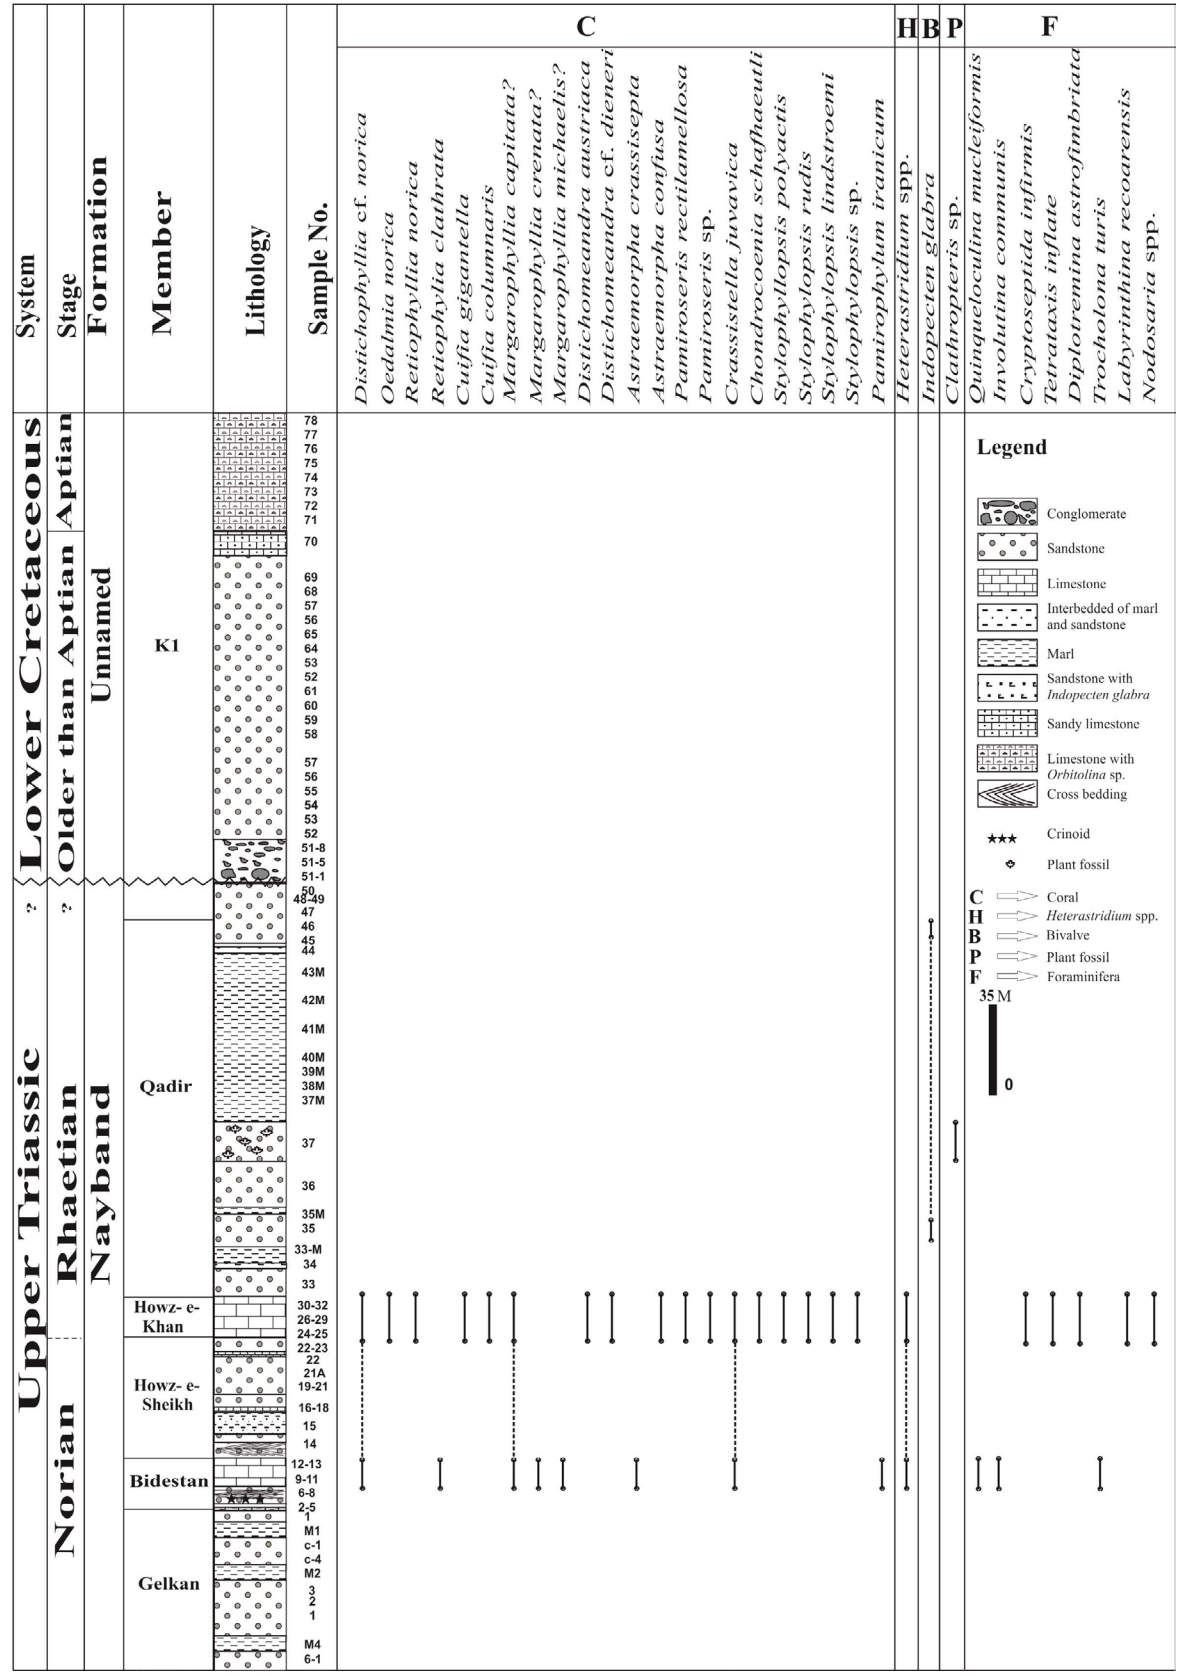 C
H
B
P
F
System
Stage
Formation
Member
Lithology
Sample No.
Distichophyllia cf. norica
Oedalmia norica
Retiophyllia norica
Retiophylia clathrata
Cuifia gigantella
Cuifia columnaris
Margarophyllia capitata?
Margarophyllia crenata?
Margarophyllia michaelis?
Distichomeandra austriaca
Distichomeandra cf. dieneri
Astraemorpha crassisepta
Astraemorpha confusa
Pamiroseris rectilamellosa
Pamiroseris sp.
Crassistella juvavica
Chondrocoenia schafhaeutli
Styllophyllopsis polyactis
Stylophylopsis rudis
Stylophylopsis lindstroemi
Stylophylopsis sp.
Pamirophylum iranicum
Heterastridium spp.
Indopecten glabra
Clathropteris sp.
Quinqueloculina nucleiformis
Involutina communis
Cryptoseptida infirmis
Tetrataxis inflate
Diplotremina astrofimbriata
Trocholona turis
Labyrinthina recoarensis
Nodosaria spp.
Lower Cretaceous
Aptian
Older than Aptian
Unnamed
K1
?
?
Upper Triassic
Rhaetian
Norian
Nayband
Qadir
Howz- e-
Khan
Howz- e-
Sheikh
Bidestan
Gelkan
78
77
76
75
74
73
72
71
70
69
68
57
56
65
64
53
52
61
60
59
58
57
56
55
54
53
52
51-8
51-5
51-1
50
48-49
47
46
45
44
43M
42M
41M
40M
39M
38M
37M
37
36
35M
35
33-M
34
33
30-32
26-29
24-25
22-23
22
21A
19-21
16-18
15
14
12-13
9-11
6-8
2-5
1
M1
c-1
c-4
M2
3
2
1
M4
6-1
Legend
Conglomerate
Sandstone
Limestone
Interbedded of marl
and sandstone
Marl
Sandstone with
Indopecten glabra
Sandy limestone
Limestone with
Orbitolina sp.
Cross bedding
Crinoid
Plant fossil
C Coral
H Heterastridium spp.
B Bivalve
P Plant fossil
F Foraminifera
35 M
0